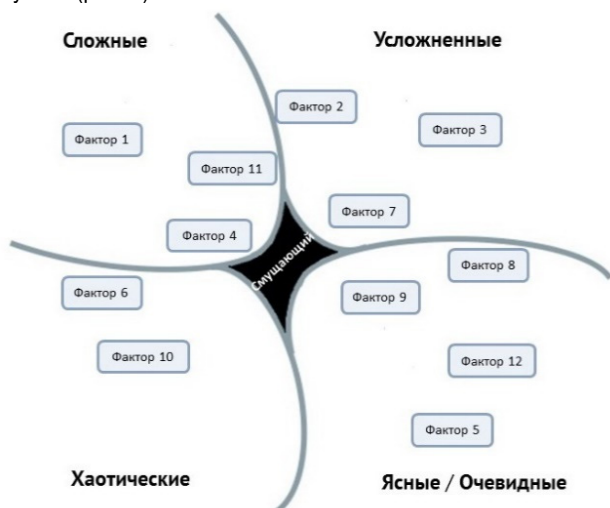 Сложные
Усложненные
Фактор 2
Фактор 3
Фактор 1
Фактор 11
Фактор 7
Фактор 4
Смущающий
Фактор 8
Фактор 6
Фактор 9
Фактор 10
Фактор 12
Фактор 5
Хаотические
Ясные / Очевидные